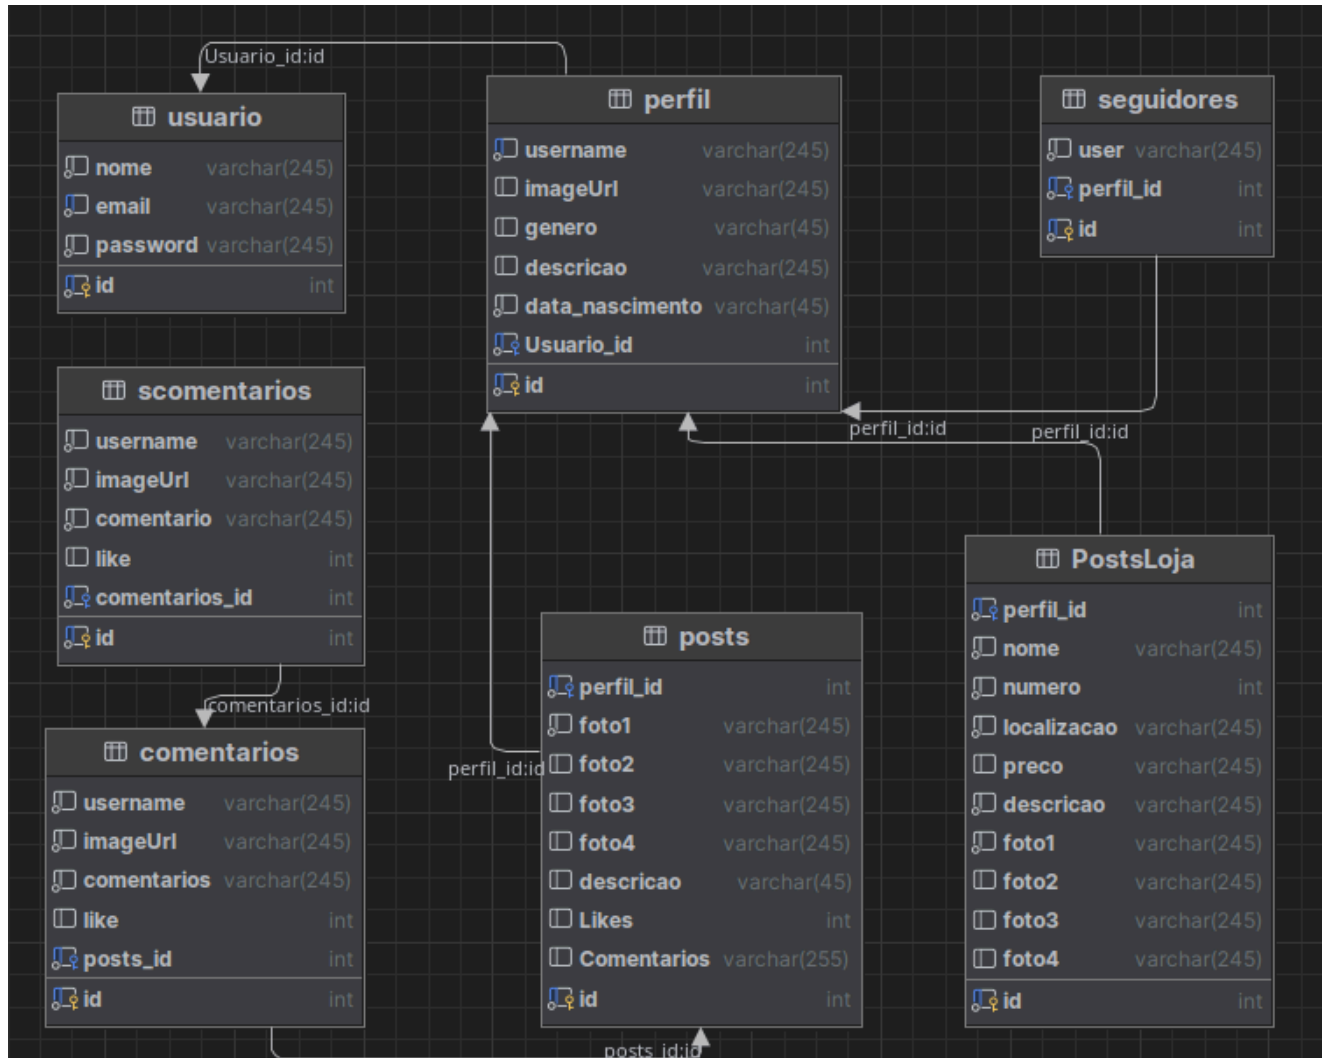 Usuario_id:id
usuario
nome varchar(245)
email varchar(245)
password varchar(245)
id int
perfil
username varchar(245)
imageUrl varchar(245)
genero varchar(45)
descricao varchar(245)
data_nascimento varchar(45)
Usuario_id int
id int
seguidores
user varchar(245)
perfil_id int
id int
perfil_id:id
perfil_id:id
scomentarios
username varchar(245)
imageUrl varchar(245)
comentario varchar(245)
like int
comentarios_id int
id int
comentarios_id:id
comentarios
username varchar(245)
imageUrl varchar(245)
comentarios varchar(245)
like int
posts_id int
id int
perfil_id:id
posts
perfil_id int
foto1 varchar(245)
foto2 varchar(245)
foto3 varchar(245)
foto4 varchar(245)
descricao varchar(45)
Likes int
Comentarios varchar(255)
id int
PostsLoja
perfil_id int
nome varchar(245)
numero int
localizacao varchar(245)
preco varchar(245)
descricao varchar(245)
foto1 varchar(245)
foto2 varchar(245)
foto3 varchar(245)
foto4 varchar(245)
id int
posts_id:id